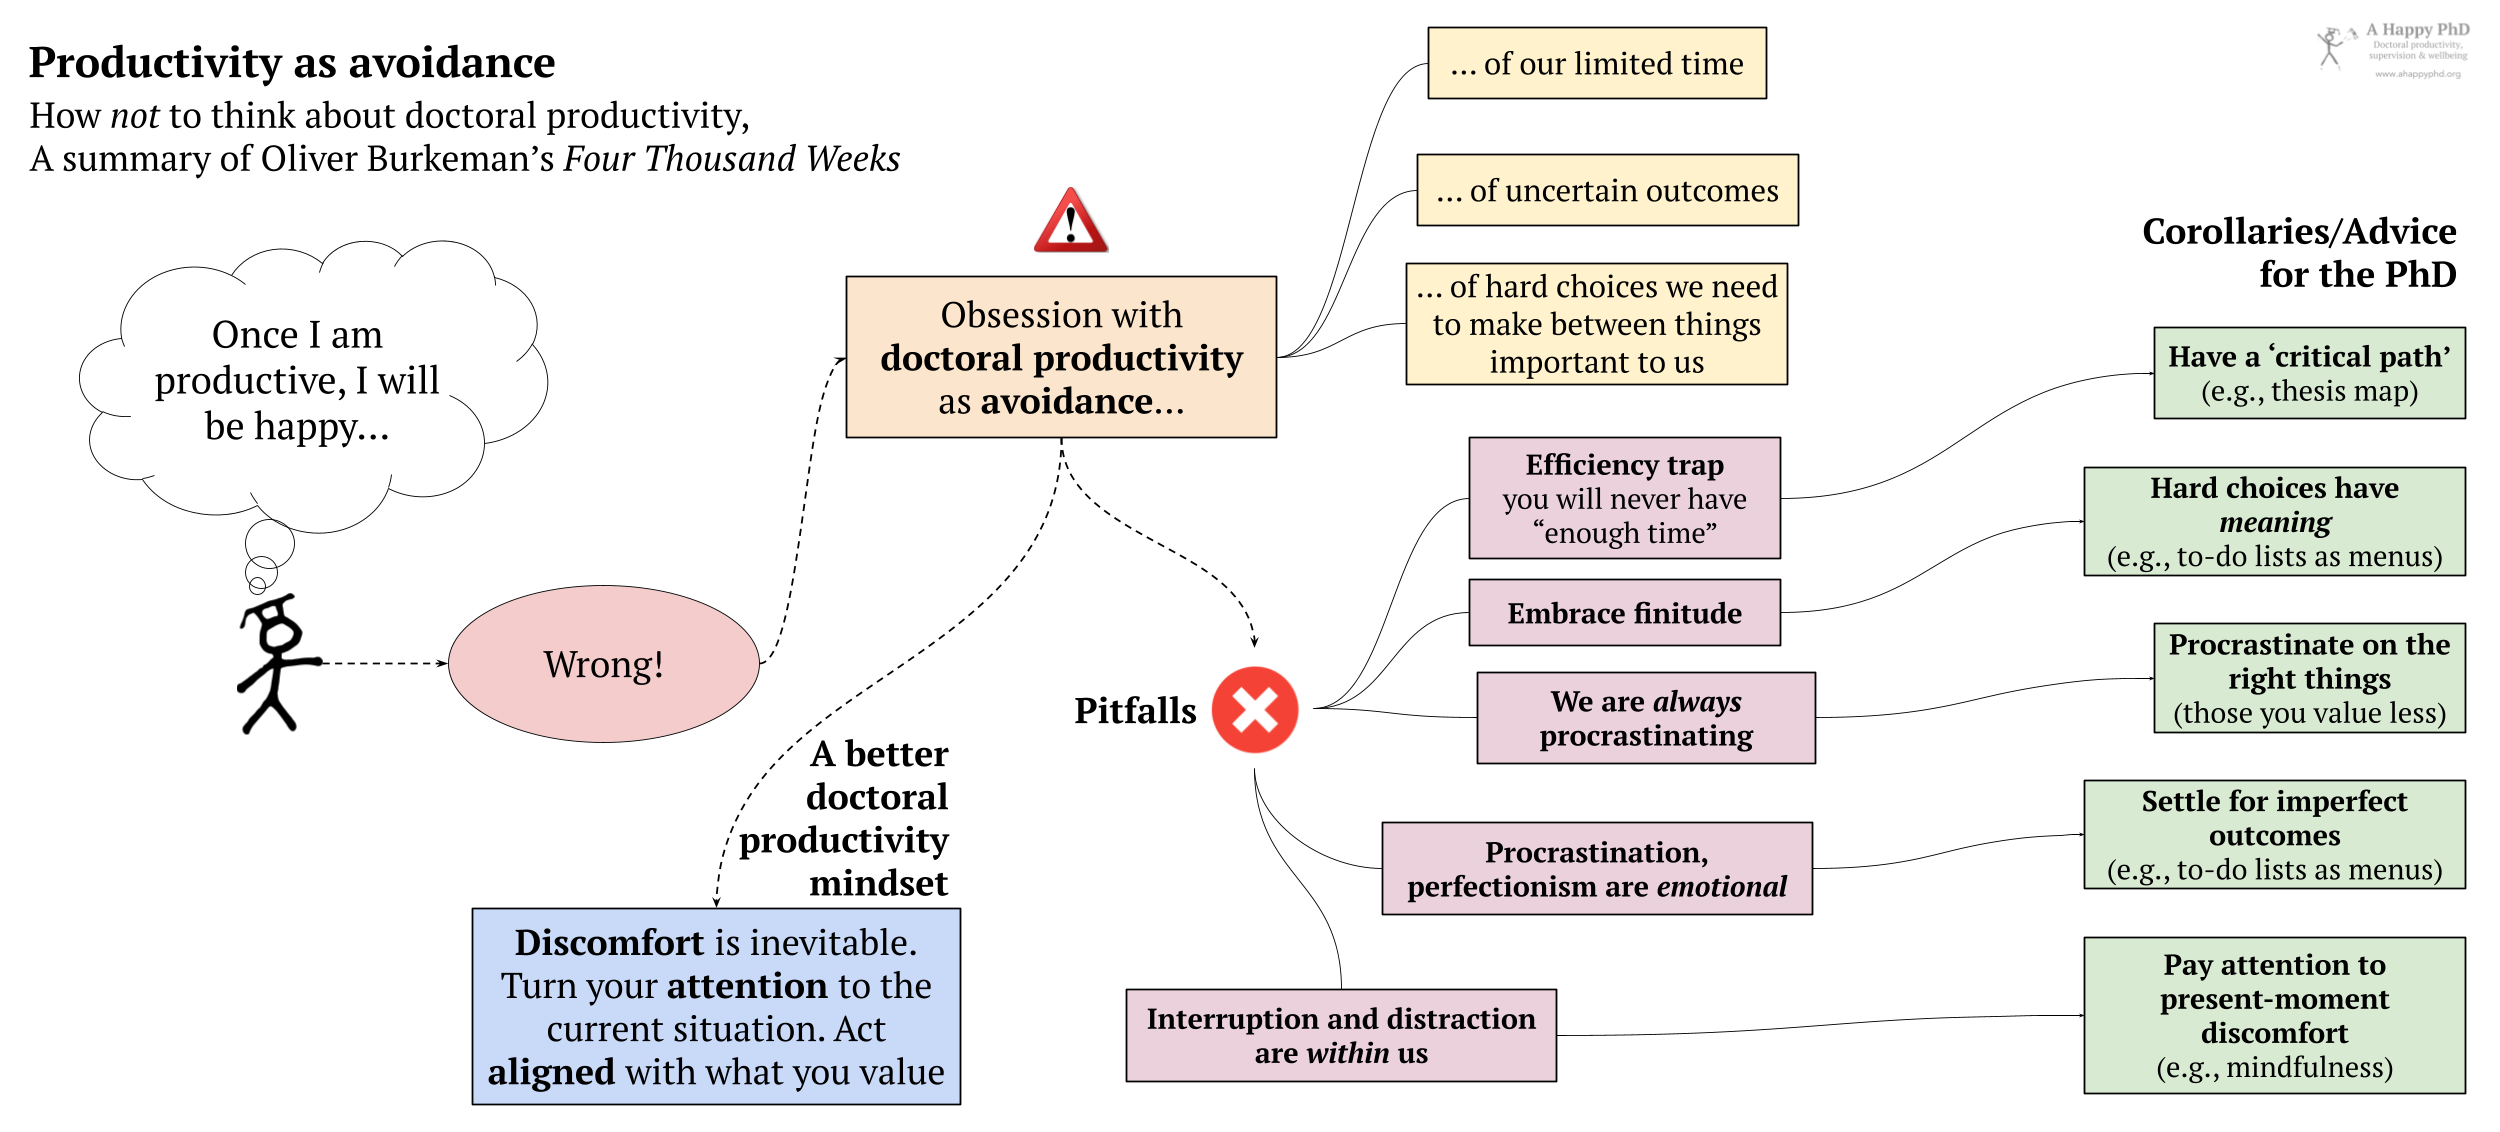 Productivity as avoidance
How not to think about doctoral productivity,
A summary of Oliver Burkeman’s Four Thousand Weeks
A Happy PhD
Doctoral productivity,
supervision & wellbeing
www.ahappyphd.org
Once I am
productive, I will
be happy...
Wrong!
Obsession with
doctoral productivity
as avoidance...
... of our limited time
... of uncertain outcomes
... of hard choices we need
to make between things
important to us
A better
doctoral
productivity
mindset
Discomfort is inevitable.
Turn your attention to the
current situation. Act
aligned with what you value
Pitfalls
Efficiency trap
you will never have
“enough time”
Embrace finitude
We are always
procrastinating
Procrastination,
perfectionism are emotional
Interruption and distraction
are within us
Corollaries/Advice
for the PhD
Have a ‘critical path’
(e.g., thesis map)
Hard choices have
meaning
(e.g., to-do lists as menus)
Procrastinate on the
right things
(those you value less)
Settle for imperfect
outcomes
(e.g., to-do lists as menus)
Pay attention to
present-moment
discomfort
(e.g., mindfulness)